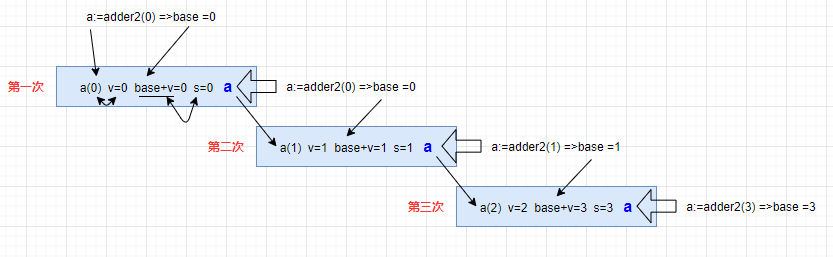 a:=adder2(0) =>base =0
第一次
a(0) v=0 base+v=0 s=0 a
a:=adder2(0) =>base =0
第二次
a(1) v=1 base+v=1 s=1 a
a:=adder2(1) =>base =1
第三次
a(2) v=2 base+v=3 s=3 a
a:=adder2(3) =>base =3